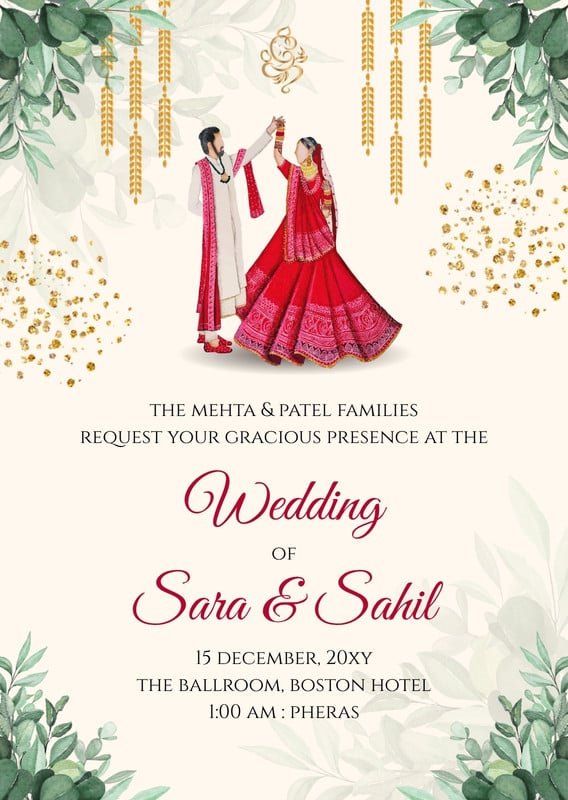 THE MEHTA & PATEL FAMILIES
REQUEST YOUR GRACIOUS PRESENCE AT THE
Wedding
OF
Sara & Sahil
15 DECEMBER, 20XY
THE BALLROOM, BOSTON HOTEL
1:00 AM : PHERAS